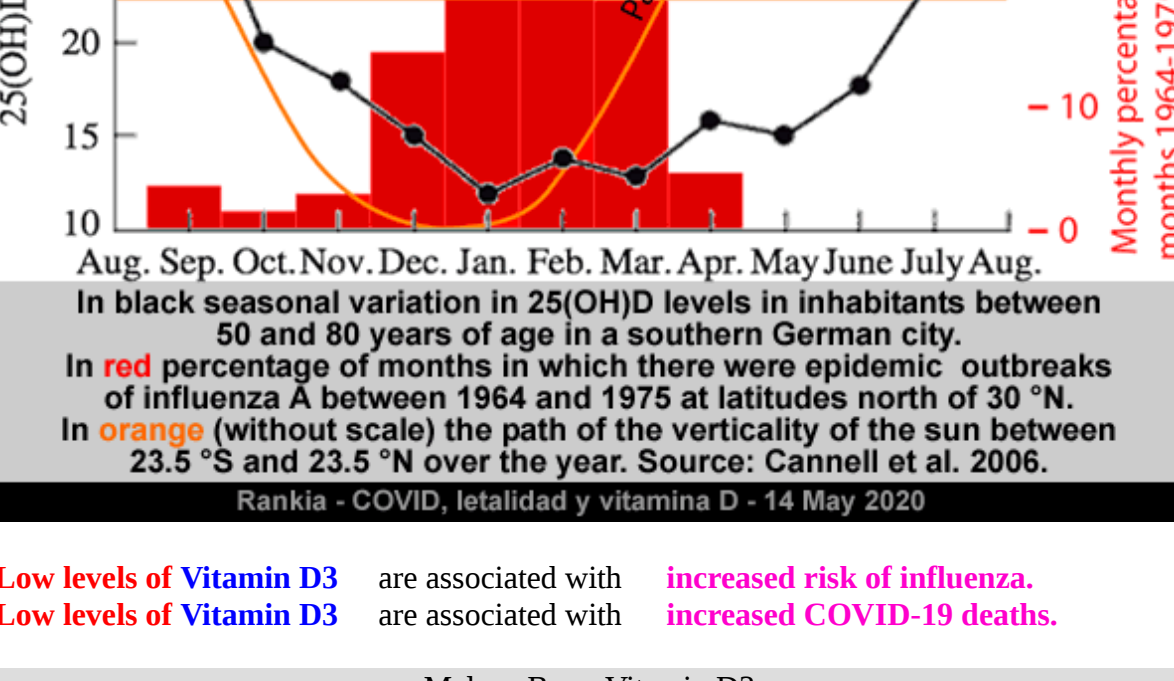 25(OH)D
20
15
10
10
0
Monthly percenta
months 1964-197
Aug. Sep. Oct. Nov. Dec. Jan. Feb. Mar. Apr. May June July Aug.
In black seasonal variation in 25(OH)D levels in inhabitants between
50 and 80 years of age in a southern German city.
In red percentage of months in which there were epidemic outbreaks
of influenza A between 1964 and 1975 at latitudes north of 30 °N.
In orange (without scale) the path of the verticality of the sun between
23.5 °S and 23.5 °N over the year. Source: Cannell et al. 2006.
Rankia - COVID, letalidad y vitamina D - 14 May 2020
Low levels of Vitamin D3 are associated with increased risk of influenza.
Low levels of Vitamin D3 are associated with increased COVID-19 deaths.